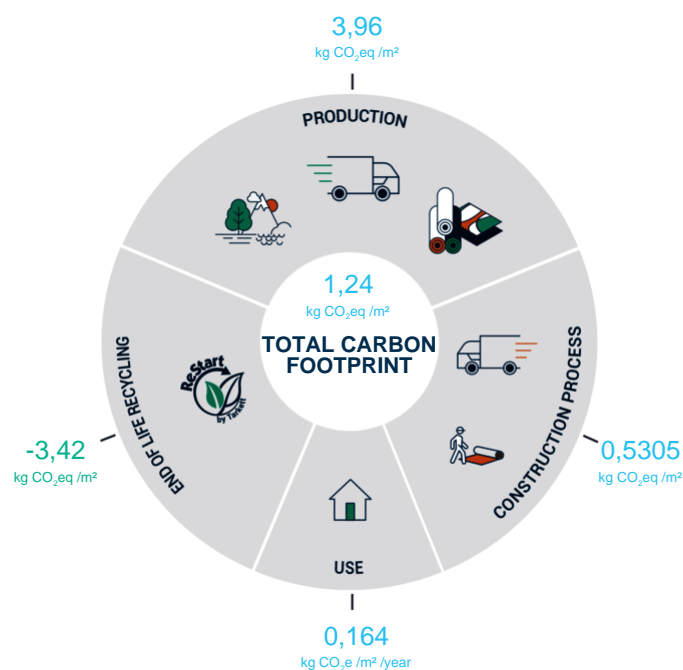 3,96
kg CO₂eq /m²
PRODUCTION
1,24
kg CO₂eq /m²
TOTAL CARBON
FOOTPRINT
END OF LIFE RECYCLING
ReStart
by Tarkett
CONSTRUCTION PROCESS
-3,42
kg CO₂eq /m²
0,5305
kg CO₂eq /m²
USE
0,164
kg CO₂e /m² /year